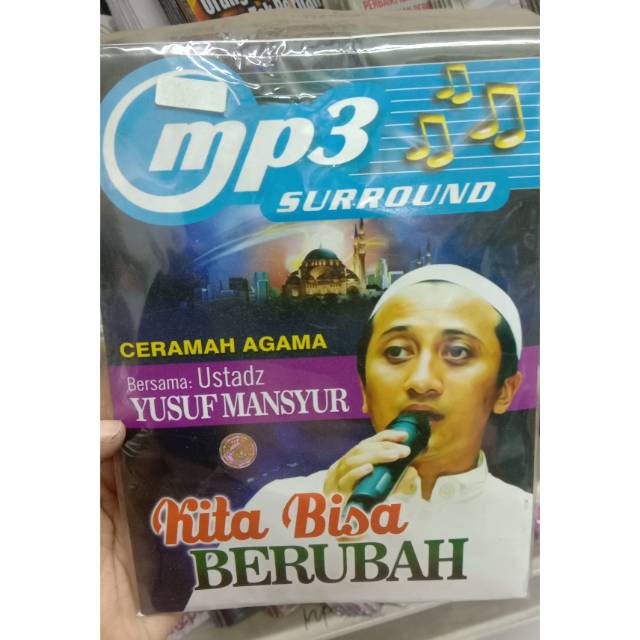 mp3
SURROUND
CERAMAH AGAMA
Bersama: Ustadz
YUSUF MANSYUR
Kita Bisa
BERUBAH